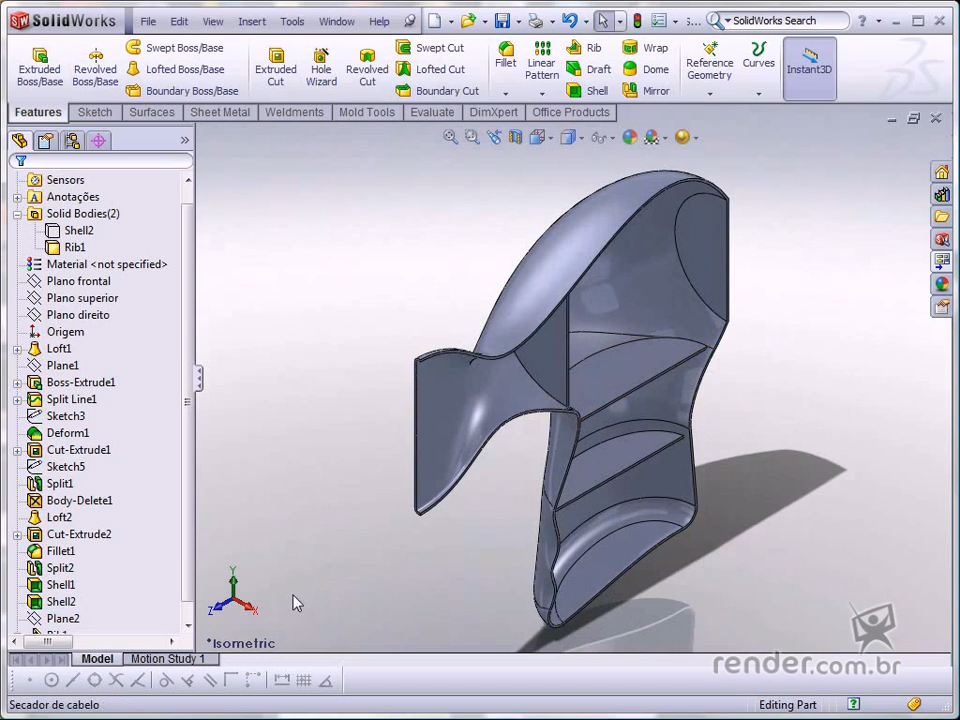 SolidWorks
File Edit View Insert Tools Window Help
S...
SolidWorks Search
Extruded Boss/Base
Revolved Boss/Base
Swept Boss/Base
Lofted Boss/Base
Boundary Boss/Base
Extruded Cut
Hole Wizard
Revolved Cut
Swept Cut
Lofted Cut
Boundary Cut
Fillet
Linear Pattern
Rib
Draft
Shell
Wrap
Dome
Mirror
Reference Geometry
Curves
Instant3D
Features Sketch Surfaces Sheet Metal Weldments Mold Tools Evaluate DimXpert Office Products
Sensors
Anotações
Solid Bodies(2)
Shell2
Rib1
Material <not specified>
Plano frontal
Plano superior
Plano direito
Origem
Loft1
Plane1
Boss-Extrude1
Split Line1
Sketch3
Deform1
Cut-Extrude1
Sketch5
Split1
Body-Delete1
Loft2
Cut-Extrude2
Fillet1
Split2
Shell1
Shell2
Plane2
Y
Z
X
*Isometric
render.com.br
Model Motion Study 1
Secador de cabelo
Editing Part